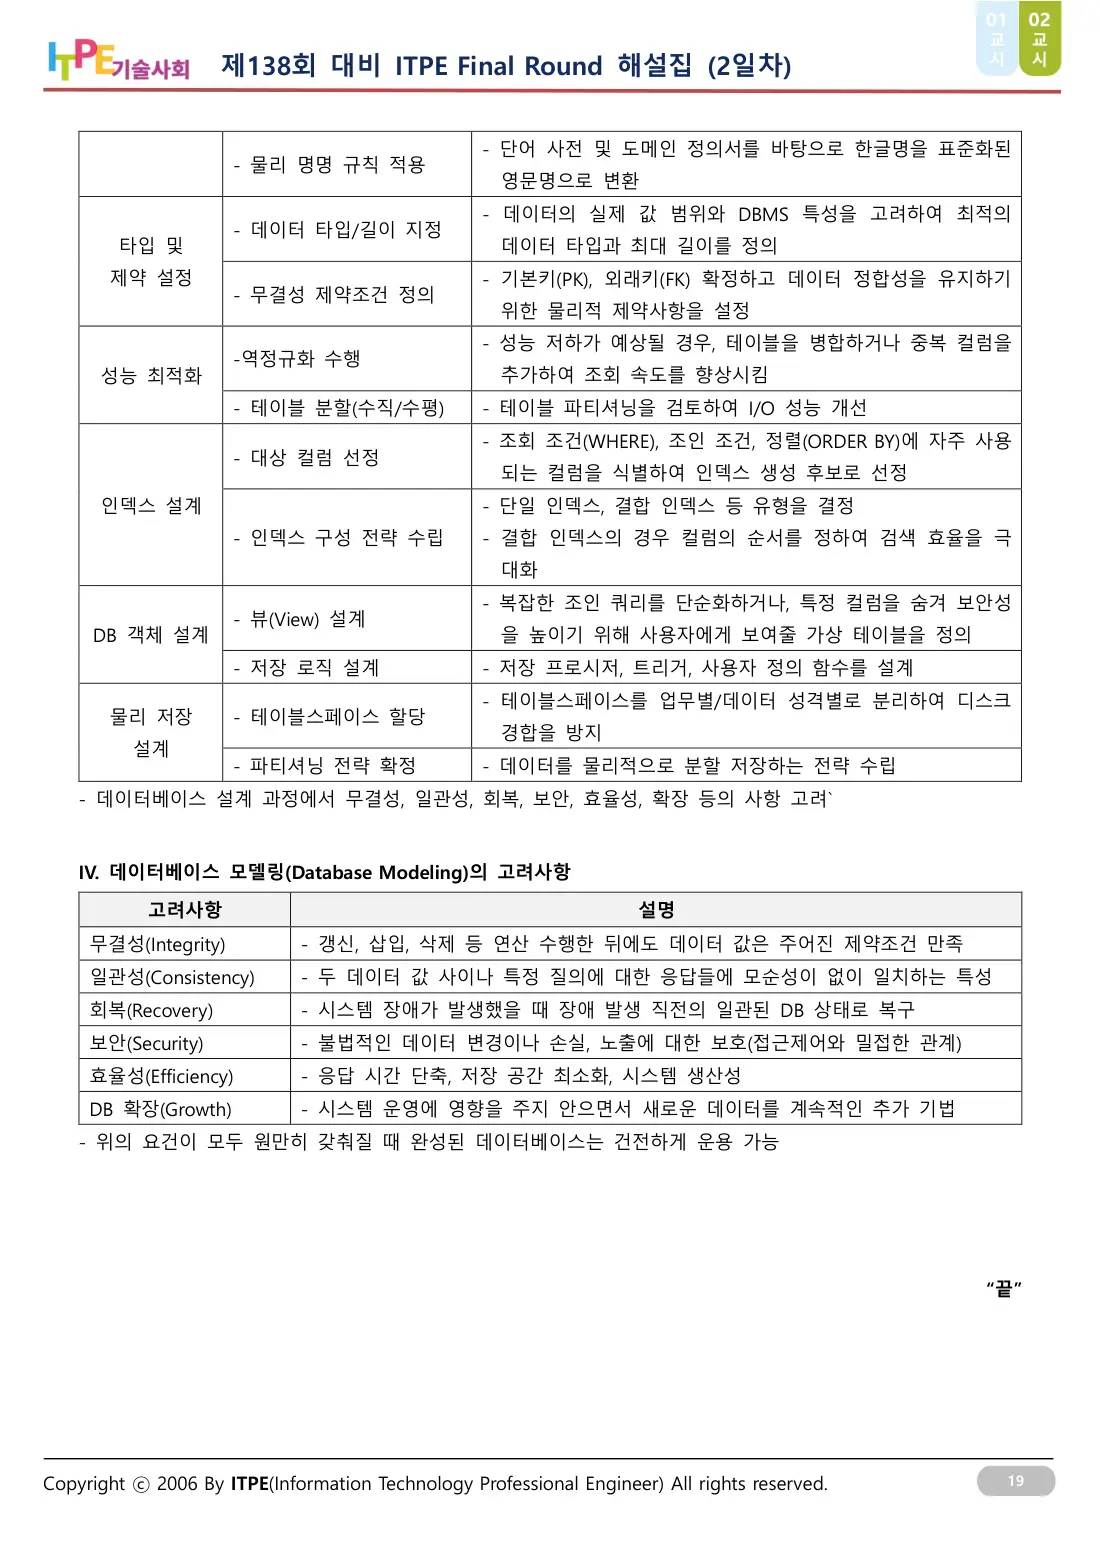 ITPE기술사회 제138회 대비 ITPE Final Round 해설집 (2일차)
01 교시
02 교시
- 물리 명명 규칙 적용
- 단어 사전 및 도메인 정의서를 바탕으로 한글명을 표준화된
영문명으로 변환
타입 및
제약 설정
- 데이터 타입/길이 지정
- 데이터의 실제 값 범위와 DBMS 특성을 고려하여 최적의
데이터 타입과 최대 길이를 정의
- 무결성 제약조건 정의
- 기본키(PK), 외래키(FK) 확정하고 데이터 정합성을 유지하기
위한 물리적 제약사항을 설정
성능 최적화
-역정규화 수행
- 성능 저하가 예상될 경우, 테이블을 병합하거나 중복 컬럼을
추가하여 조회 속도를 향상시킴
- 테이블 분할(수직/수평)
- 테이블 파티셔닝을 검토하여 I/O 성능 개선
인덱스 설계
- 대상 컬럼 선정
- 조회 조건(WHERE), 조인 조건, 정렬(ORDER BY)에 자주 사용
되는 컬럼을 식별하여 인덱스 생성 후보로 선정
- 인덱스 구성 전략 수립
- 단일 인덱스, 결합 인덱스 등 유형을 결정
- 결합 인덱스의 경우 컬럼의 순서를 정하여 검색 효율을 극
대화
DB 객체 설계
- 뷰(View) 설계
- 복잡한 조인 쿼리를 단순화하거나, 특정 컬럼을 숨겨 보안성
을 높이기 위해 사용자에게 보여줄 가상 테이블을 정의
- 저장 로직 설계
- 저장 프로시저, 트리거, 사용자 정의 함수를 설계
물리 저장
설계
- 테이블스페이스 할당
- 테이블스페이스를 업무별/데이터 성격별로 분리하여 디스크
경합을 방지
- 파티셔닝 전략 확정
- 데이터를 물리적으로 분할 저장하는 전략 수립
- 데이터베이스 설계 과정에서 무결성, 일관성, 회복, 보안, 효율성, 확장 등의 사항 고려`
IV. 데이터베이스 모델링(Database Modeling)의 고려사항
고려사항 설명
무결성(Integrity) - 갱신, 삽입, 삭제 등 연산 수행한 뒤에도 데이터 값은 주어진 제약조건 만족
일관성(Consistency) - 두 데이터 값 사이나 특정 질의에 대한 응답들에 모순성이 없이 일치하는 특성
회복(Recovery) - 시스템 장애가 발생했을 때 장애 발생 직전의 일관된 DB 상태로 복구
보안(Security) - 불법적인 데이터 변경이나 손실, 노출에 대한 보호(접근제어와 밀접한 관계)
효율성(Efficiency) - 응답 시간 단축, 저장 공간 최소화, 시스템 생산성
DB 확장(Growth) - 시스템 운영에 영향을 주지 안으면서 새로운 데이터를 계속적인 추가 기법
- 위의 요건이 모두 원만히 갖춰질 때 완성된 데이터베이스는 건전하게 운용 가능
“끝”
Copyright ⓒ 2006 By ITPE(Information Technology Professional Engineer) All rights reserved.
19